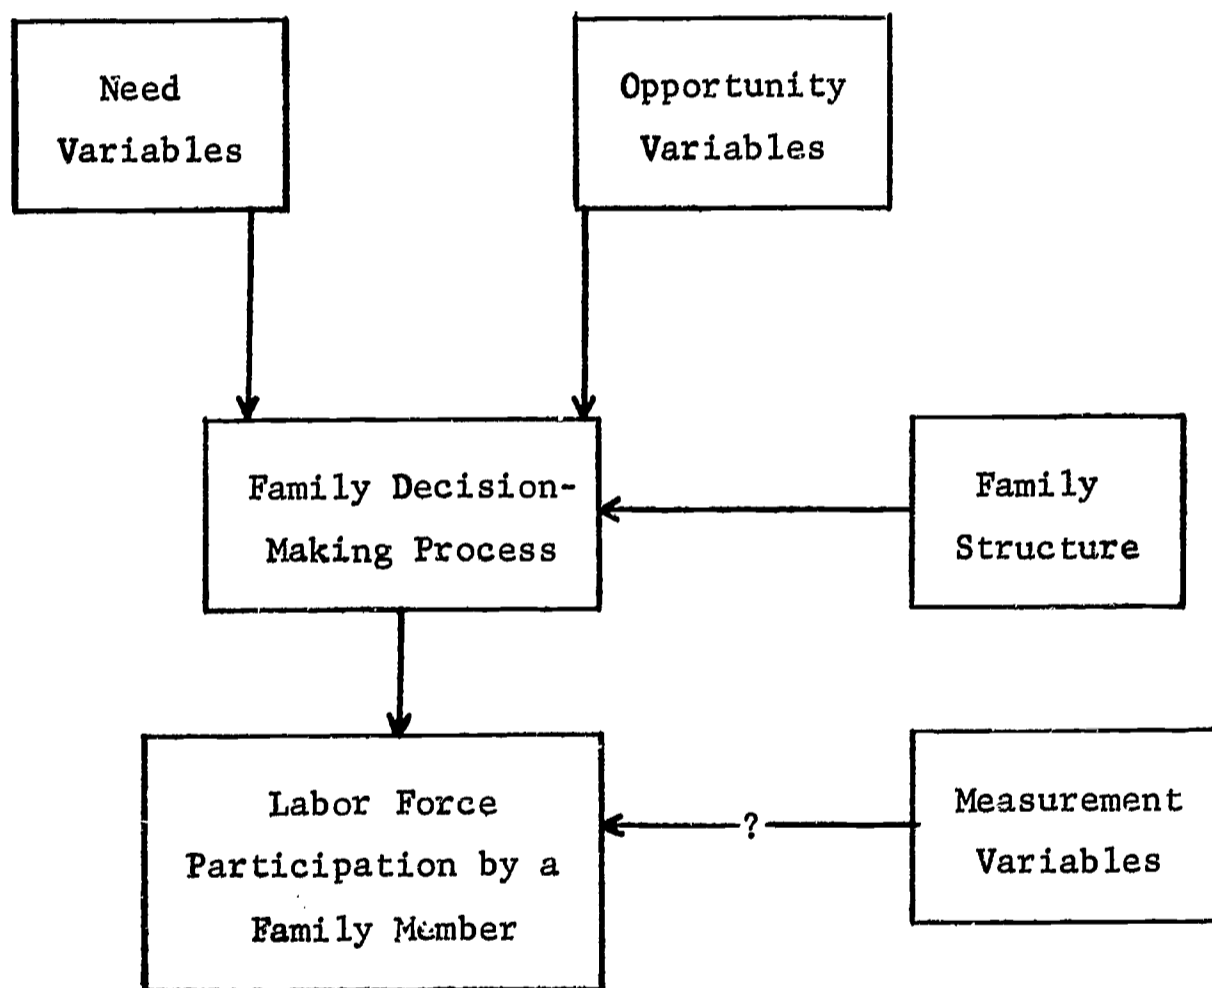 Need
Variables
Opportunity
Variables
Family Decision-
Making Process
Family
Structure
Labor Force
Participation by a
Family Member
?
Measurement
Variables